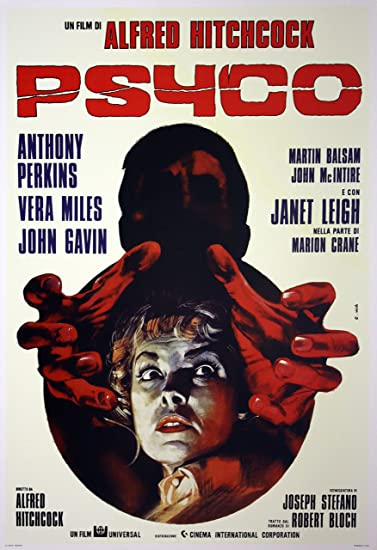 UN FILM DI ALFRED HITCHCOCK
PSYCO
ANTHONY
PERKINS
VERA MILES
JOHN GAVIN
MARTIN BALSAM
JOHN McINTIRE
E CON
JANET LEIGH
NELLA PARTE DI
MARION CRANE
DIRETTO DA
ALFRED
HITCHCOCK
SCENEGGIATURA DI
JOSEPH STEFANO
TRATTO DAL
ROMANZO DI ROBERT BLOCH
UN FILM UNIVERSAL DISTRIBUZIONE CINEMA INTERNATIONAL CORPORATION